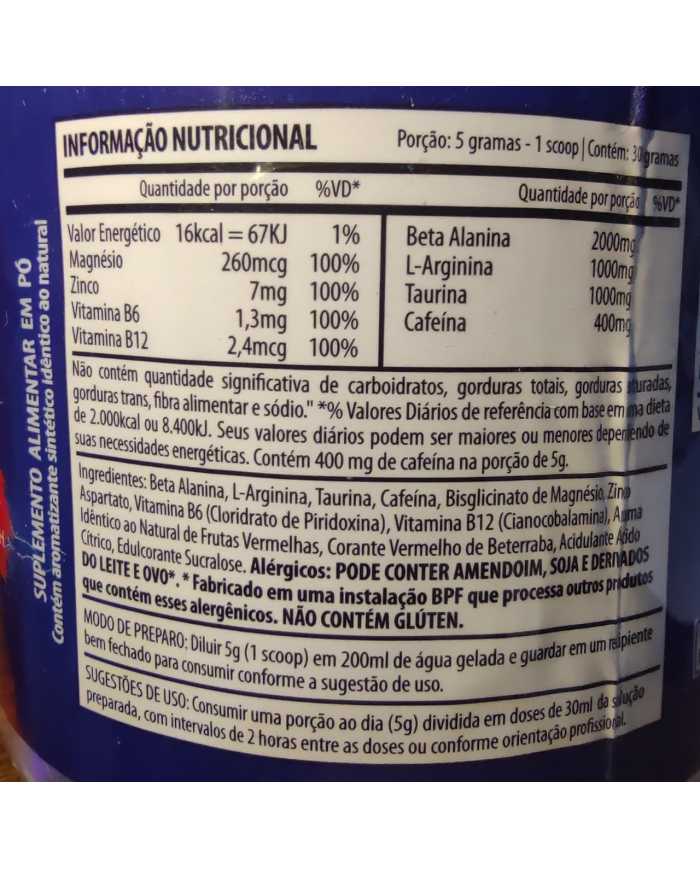 INFORMAÇÃO NUTRICIONAL
Porção: 5 gramas - 1 scoop | Contém: 30 gramas
Quantidade por porção %VD*
Valor Energético 16kcal = 67KJ 1%
Magnésio 260mcg 100%
Zinco 7mg 100%
Vitamina B6 1,3mg 100%
Vitamina B12 2,4mcg 100%
Quantidade por porção %VD*
Beta Alanina 2000mg
L-Arginina 1000mg
Taurina 1000mg
Cafeína 400mg
Não contém quantidade significativa de carboidratos, gorduras totais, gorduras saturadas,
gorduras trans, fibra alimentar e sódio." *% Valores Diários de referência com base em uma dieta
de 2.000kcal ou 8.400kJ. Seus valores diários podem ser maiores ou menores dependendo de
suas necessidades energéticas. Contém 400 mg de cafeína na porção de 5g.
Ingredientes: Beta Alanina, L-Arginina, Taurina, Cafeína, Bisglicinato de Magnésio, Zinco
Aspartato, Vitamina B6 (Cloridrato de Piridoxina), Vitamina B12 (Cianocobalamina), Aroma
Idêntico ao Natural de Frutas Vermelhas, Corante Vermelho de Beterraba, Acidulante Ácido
Cítrico, Edulcorante Sucralose. Alérgicos: PODE CONTER AMENDOIM, SOJA E DERIVADOS
DO LEITE E OVO*. * Fabricado em uma instalação BPF que processa outros produtos
que contém esses alergênicos. NÃO CONTÉM GLÚTEN.
MODO DE PREPARO: Diluir 5g (1 scoop) em 200ml de água gelada e guardar em um recipiente
bem fechado para consumir conforme a sugestão de uso.
SUGESTÕES DE USO: Consumir uma porção ao dia (5g) dividida em doses de 30ml da solução
preparada, com intervalos de 2 horas entre as doses ou conforme orientação profissional.
SUPLEMENTO ALIMENTAR EM PÓ
Contém aromatizante sintético idêntico ao natural